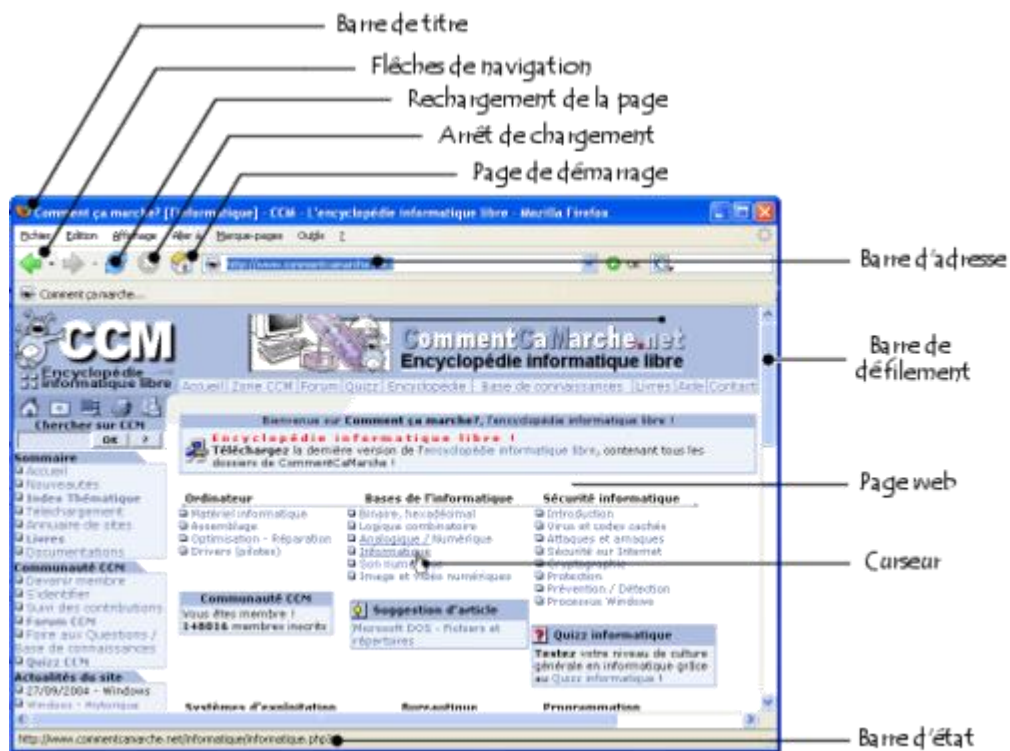 Barre de titre
Flêches de navigation
Rechargement de la page
Arrêt de chargement
Page de démarrage
Comment ça marche? [l'informatique] - CCM - L'encyclopédie informatique libre - Mozilla Firefox
Fichier Edition Affichage Aller à Marque-pages Outils ?
OK
Barre d'adresse
Comment ça marche...
CCM
Encyclopédie
informatique libre
CommentCaMarche.net
Encyclopédie informatique libre
Barre de
défilement
Accueil Zone CCM Forum Quizz Encyclopédie Base de connaissances Livres Aide Contact
Chercher sur CCM
OK ?
Bienvenue sur Comment ça marche?, l'encyclopédie informatique libre !
Encyclopédie informatique libre !
Téléchargez la dernière version de l'encyclopédie informatique libre, contenant tous les
dossiers de CommentCaMarche !
Sommaire
Accueil
Nouveautés
Index Thématique
Téléchargement
Annuaire de sites
Livres
Documentations
Page web
Ordinateur
Matériel informatique
Assemblage
Optimisation - Réparation
Drivers (pilotes)
Bases de l'informatique
Binaire, hexadécimal
Logique combinatoire
Analogique / Numérique
Informatique
Son numérique
Image et vidéo numériques
Sécurité informatique
Introduction
Virus et codes cachés
Attaques et arnaques
Sécurité sur Internet
Cryptographie
Protection
Prévention / Détection
Processus Windows
Curseur
Communauté CCM
Devenir membre
S'identifier
Suivi des contributions
Forum CCM
Foire aux Questions /
Base de connaissances
Quizz CCM
Communauté CCM
Vous êtes membre !
148016 membres inscrits
Suggestion d'article
Microsoft DOS - Fichiers et
répertoires
Quizz informatique
Testez votre niveau de culture
générale en informatique grâce
au Quizz informatique !
Actualités du site
27/09/2004 - Windows
Windows - Historique
Systèmes d'exploitation
Bureautique
Programmation
http://www.commentcamarche.net/informatique/informatique.php3
Barre d'état